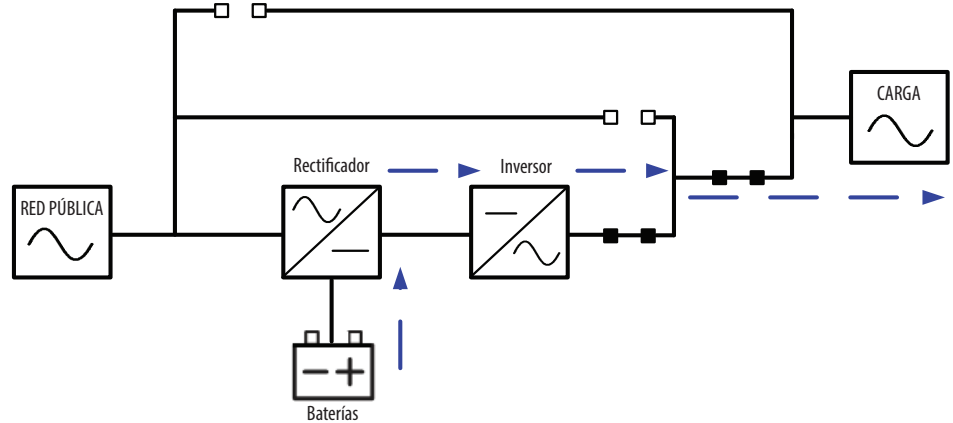 CARGA
Rectificador
Inversor
RED PÚBLICA
Baterías